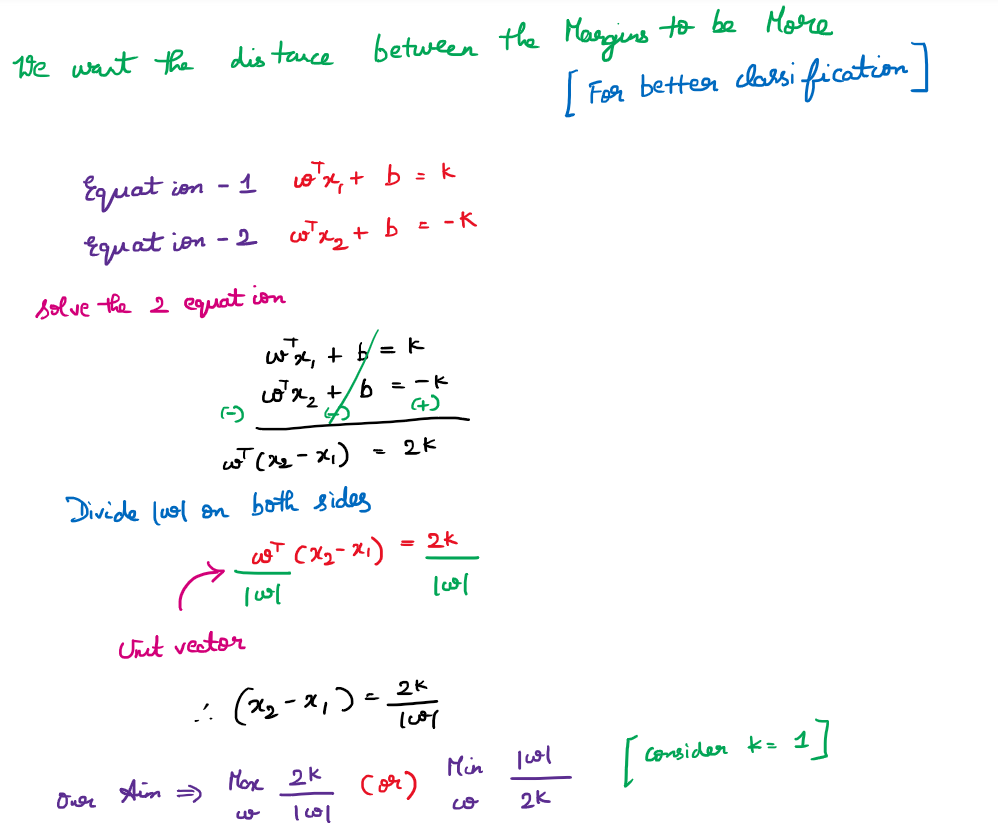 We want the distance between the Margins to be More
[For better classification]
Equation - 1 ωᵀx₁ + b = k
Equation - 2 ωᵀx₂ + b = -k
Solve the 2 equation
ωᵀx₁ + b = k
ωᵀx₂ + b = -k
(-) (-) (+)
ωᵀ(x₂ - x₁) = 2k
Divide |ω| on both sides
ωᵀ (x₂ - x₁) = 2k
|ω| |ω|
Unit vector
∴ (x₂ - x₁) = 2k
|ω|
Our Aim ⇒ Max 2k (or) Min |ω| [consider k = 1]
ω |ω| ω 2k